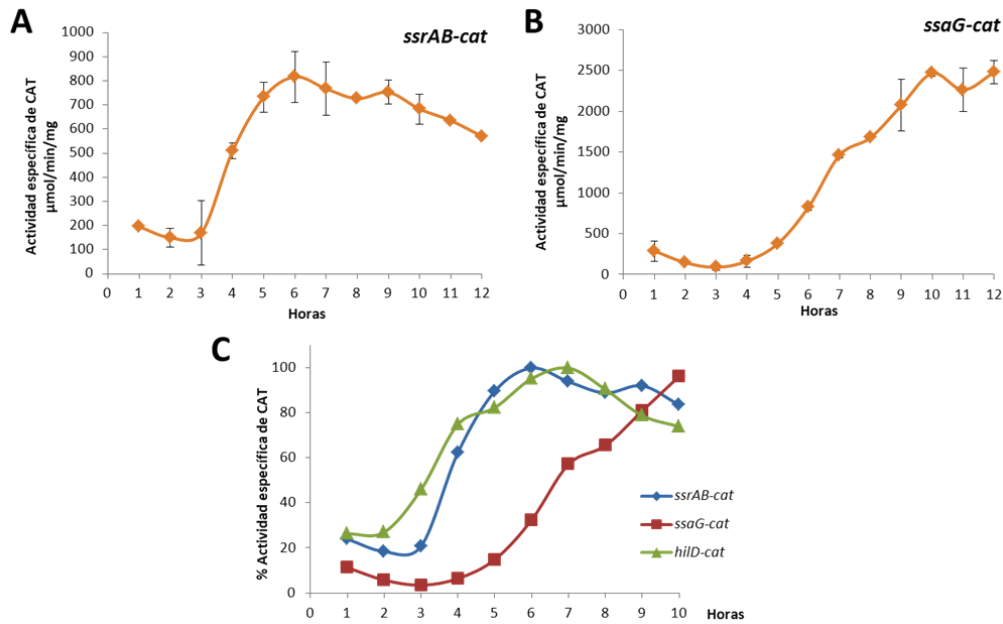 A
ssrAB-cat
Actividad específica de CAT
µmol/min/mg
1000
900
800
700
600
500
400
300
200
100
0
0 1 2 3 4 5 6 7 8 9 10 11 12
Horas
B
ssaG-cat
Actividad específica de CAT
µmol/min/mg
3000
2500
2000
1500
1000
500
0
0 1 2 3 4 5 6 7 8 9 10 11 12
Horas
C
% Actividad específica de CAT
100
80
60
40
20
0
0 1 2 3 4 5 6 7 8 9 10 Horas
ssrAB-cat
ssaG-cat
hilD-cat